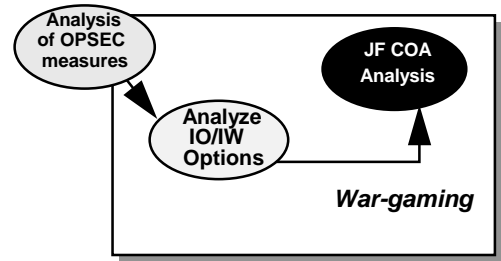 Analysis
of OPSEC
measures
JF COA
Analysis
Analyze
IO/IW
Options
War-gaming